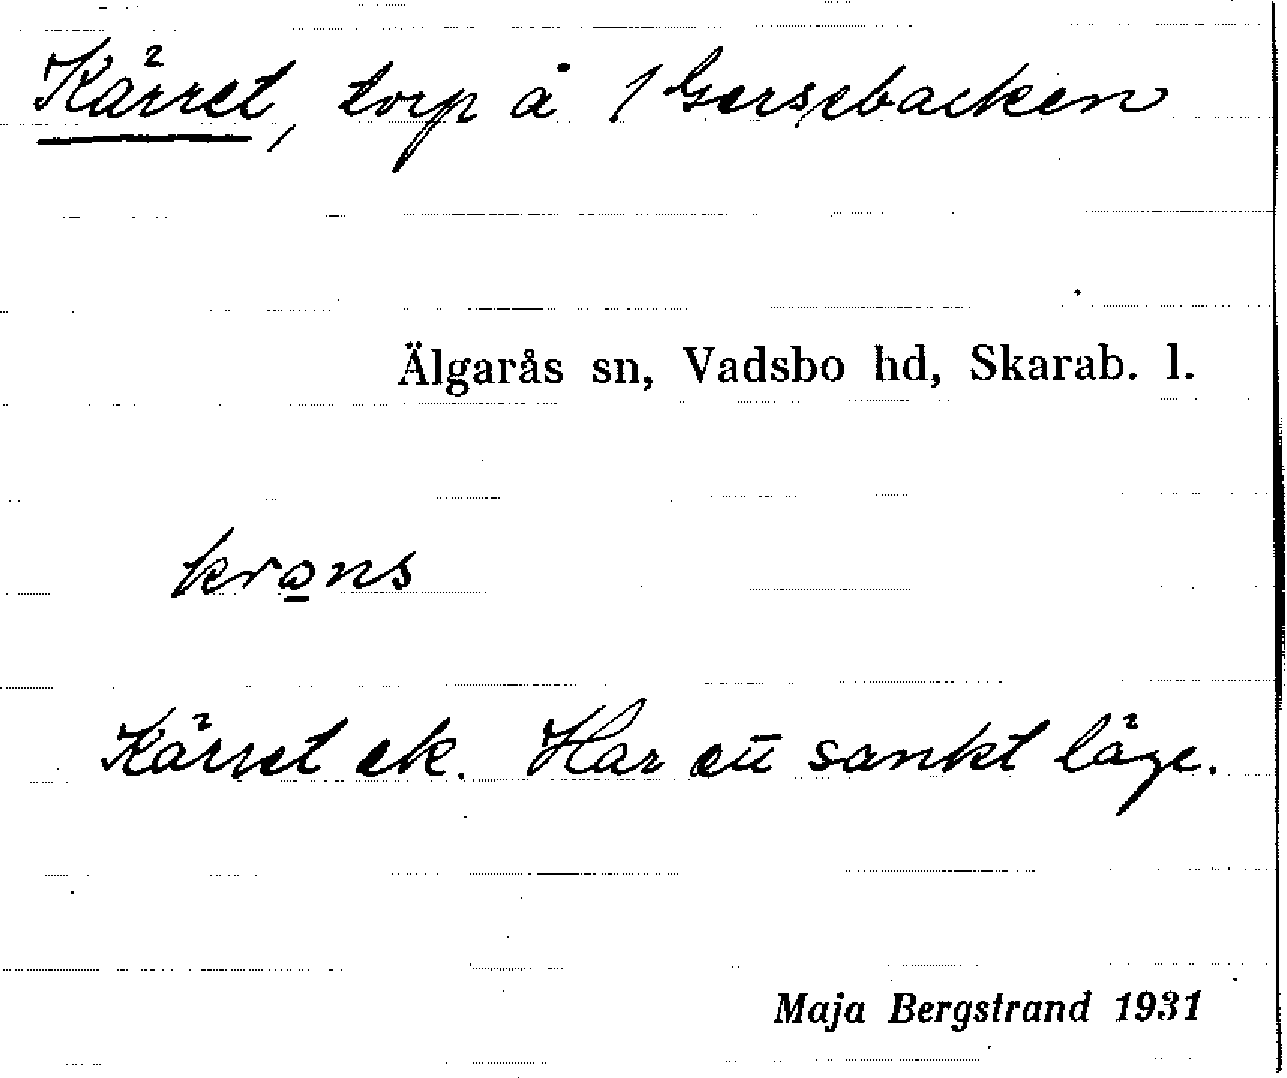 Kärret, torp å 1 Gersebacken
Älgarås sn, Vadsbo hd, Skarab. l.
Kärret ek. Har ett sankt läge.
Maja Bergstrand 1931